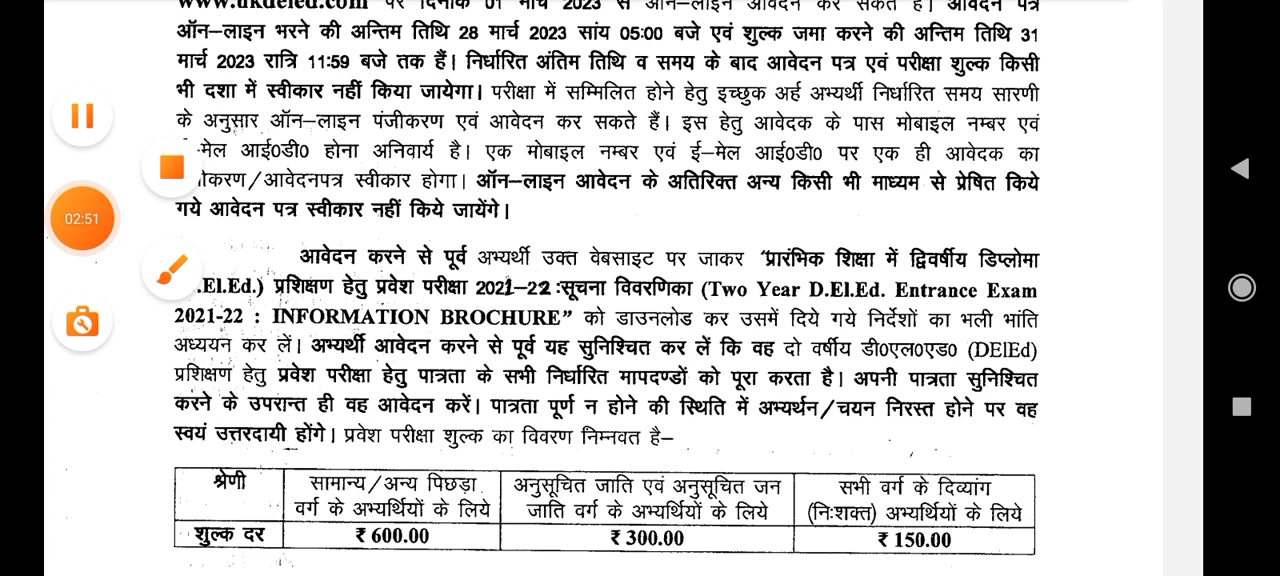 www.ukdeled.com पर दिनांक 01 मार्च 2023 से ऑन–लाइन आवेदन कर सकते हैं। आवेदन पत्र
ऑन–लाइन भरने की अन्तिम तिथि 28 मार्च 2023 सांय 05:00 बजे एवं शुल्क जमा करने की अन्तिम तिथि 31
मार्च 2023 रात्रि 11:59 बजे तक हैं। निर्धारित अंतिम तिथि व समय के बाद आवेदन पत्र एवं परीक्षा शुल्क किसी
भी दशा में स्वीकार नहीं किया जायेगा। परीक्षा में सम्मिलित होने हेतु इच्छुक अर्ह अभ्यर्थी निर्धारित समय सारणी
के अनुसार ऑन–लाइन पंजीकरण एवं आवेदन कर सकते हैं। इस हेतु आवेदक के पास मोबाइल नम्बर एवं
–मेल आई0डी0 होना अनिवार्य है। एक मोबाइल नम्बर एवं ई–मेल आई0डी0 पर एक ही आवेदक का
करण/आवेदनपत्र स्वीकार होगा। ऑन–लाइन आवेदन के अतिरिक्त अन्य किसी भी माध्यम से प्रेषित किये
गये आवेदन पत्र स्वीकार नहीं किये जायेंगे।
02:51
आवेदन करने से पूर्व अभ्यर्थी उक्त वेबसाइट पर जाकर "प्रारंभिक शिक्षा में द्विवर्षीय डिप्लोमा
.El.Ed.) प्रशिक्षण हेतु प्रवेश परीक्षा 2021–22 :सूचना विवरणिका (Two Year D.El.Ed. Entrance Exam
2021-22 : INFORMATION BROCHURE" को डाउनलोड कर उसमें दिये गये निर्देशों का भली भांति
अध्ययन कर लें। अभ्यर्थी आवेदन करने से पूर्व यह सुनिश्चित कर लें कि वह दो वर्षीय डी0एल0एड0 (DElEd)
प्रशिक्षण हेतु प्रवेश परीक्षा हेतु पात्रता के सभी निर्धारित मापदण्डों को पूरा करता है। अपनी पात्रता सुनिश्चित
करने के उपरान्त ही वह आवेदन करें। पात्रता पूर्ण न होने की स्थिति में अभ्यर्थन/चयन निरस्त होने पर वह
स्वयं उत्तरदायी होंगे। प्रवेश परीक्षा शुल्क का विवरण निम्नवत है–
श्रेणी सामान्य/अन्य पिछड़ा अनुसूचित जाति एवं अनुसूचित जन सभी वर्ग के दिव्यांग
वर्ग के अभ्यर्थियों के लिये जाति वर्ग के अभ्यर्थियों के लिये (निःशक्त) अभ्यर्थियों के लिये
शुल्क दर ₹ 600.00 ₹ 300.00 ₹ 150.00